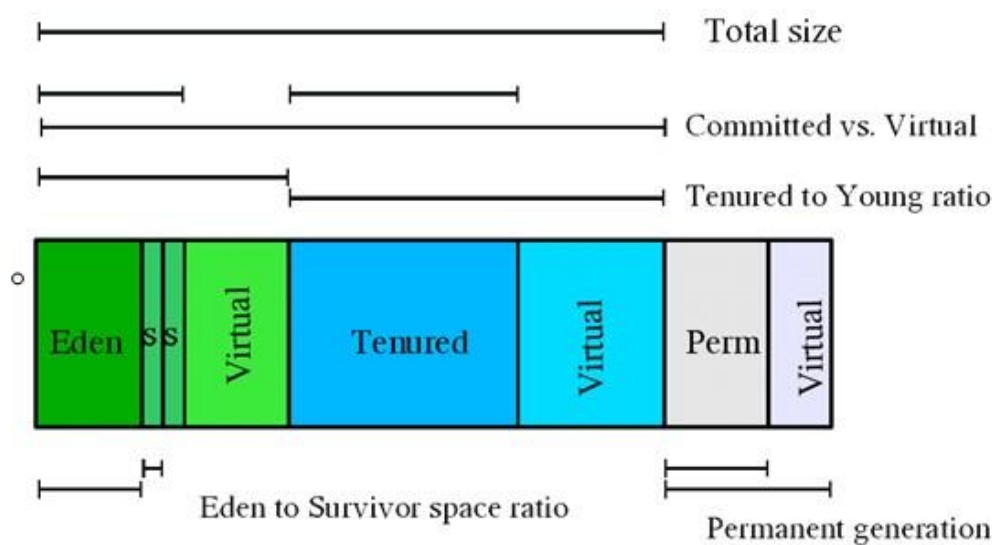 Total size
Committed vs. Virtual
Tenured to Young ratio
Eden
S
S
Virtual
Tenured
Virtual
Perm
Virtual
Eden to Survivor space ratio
Permanent generation